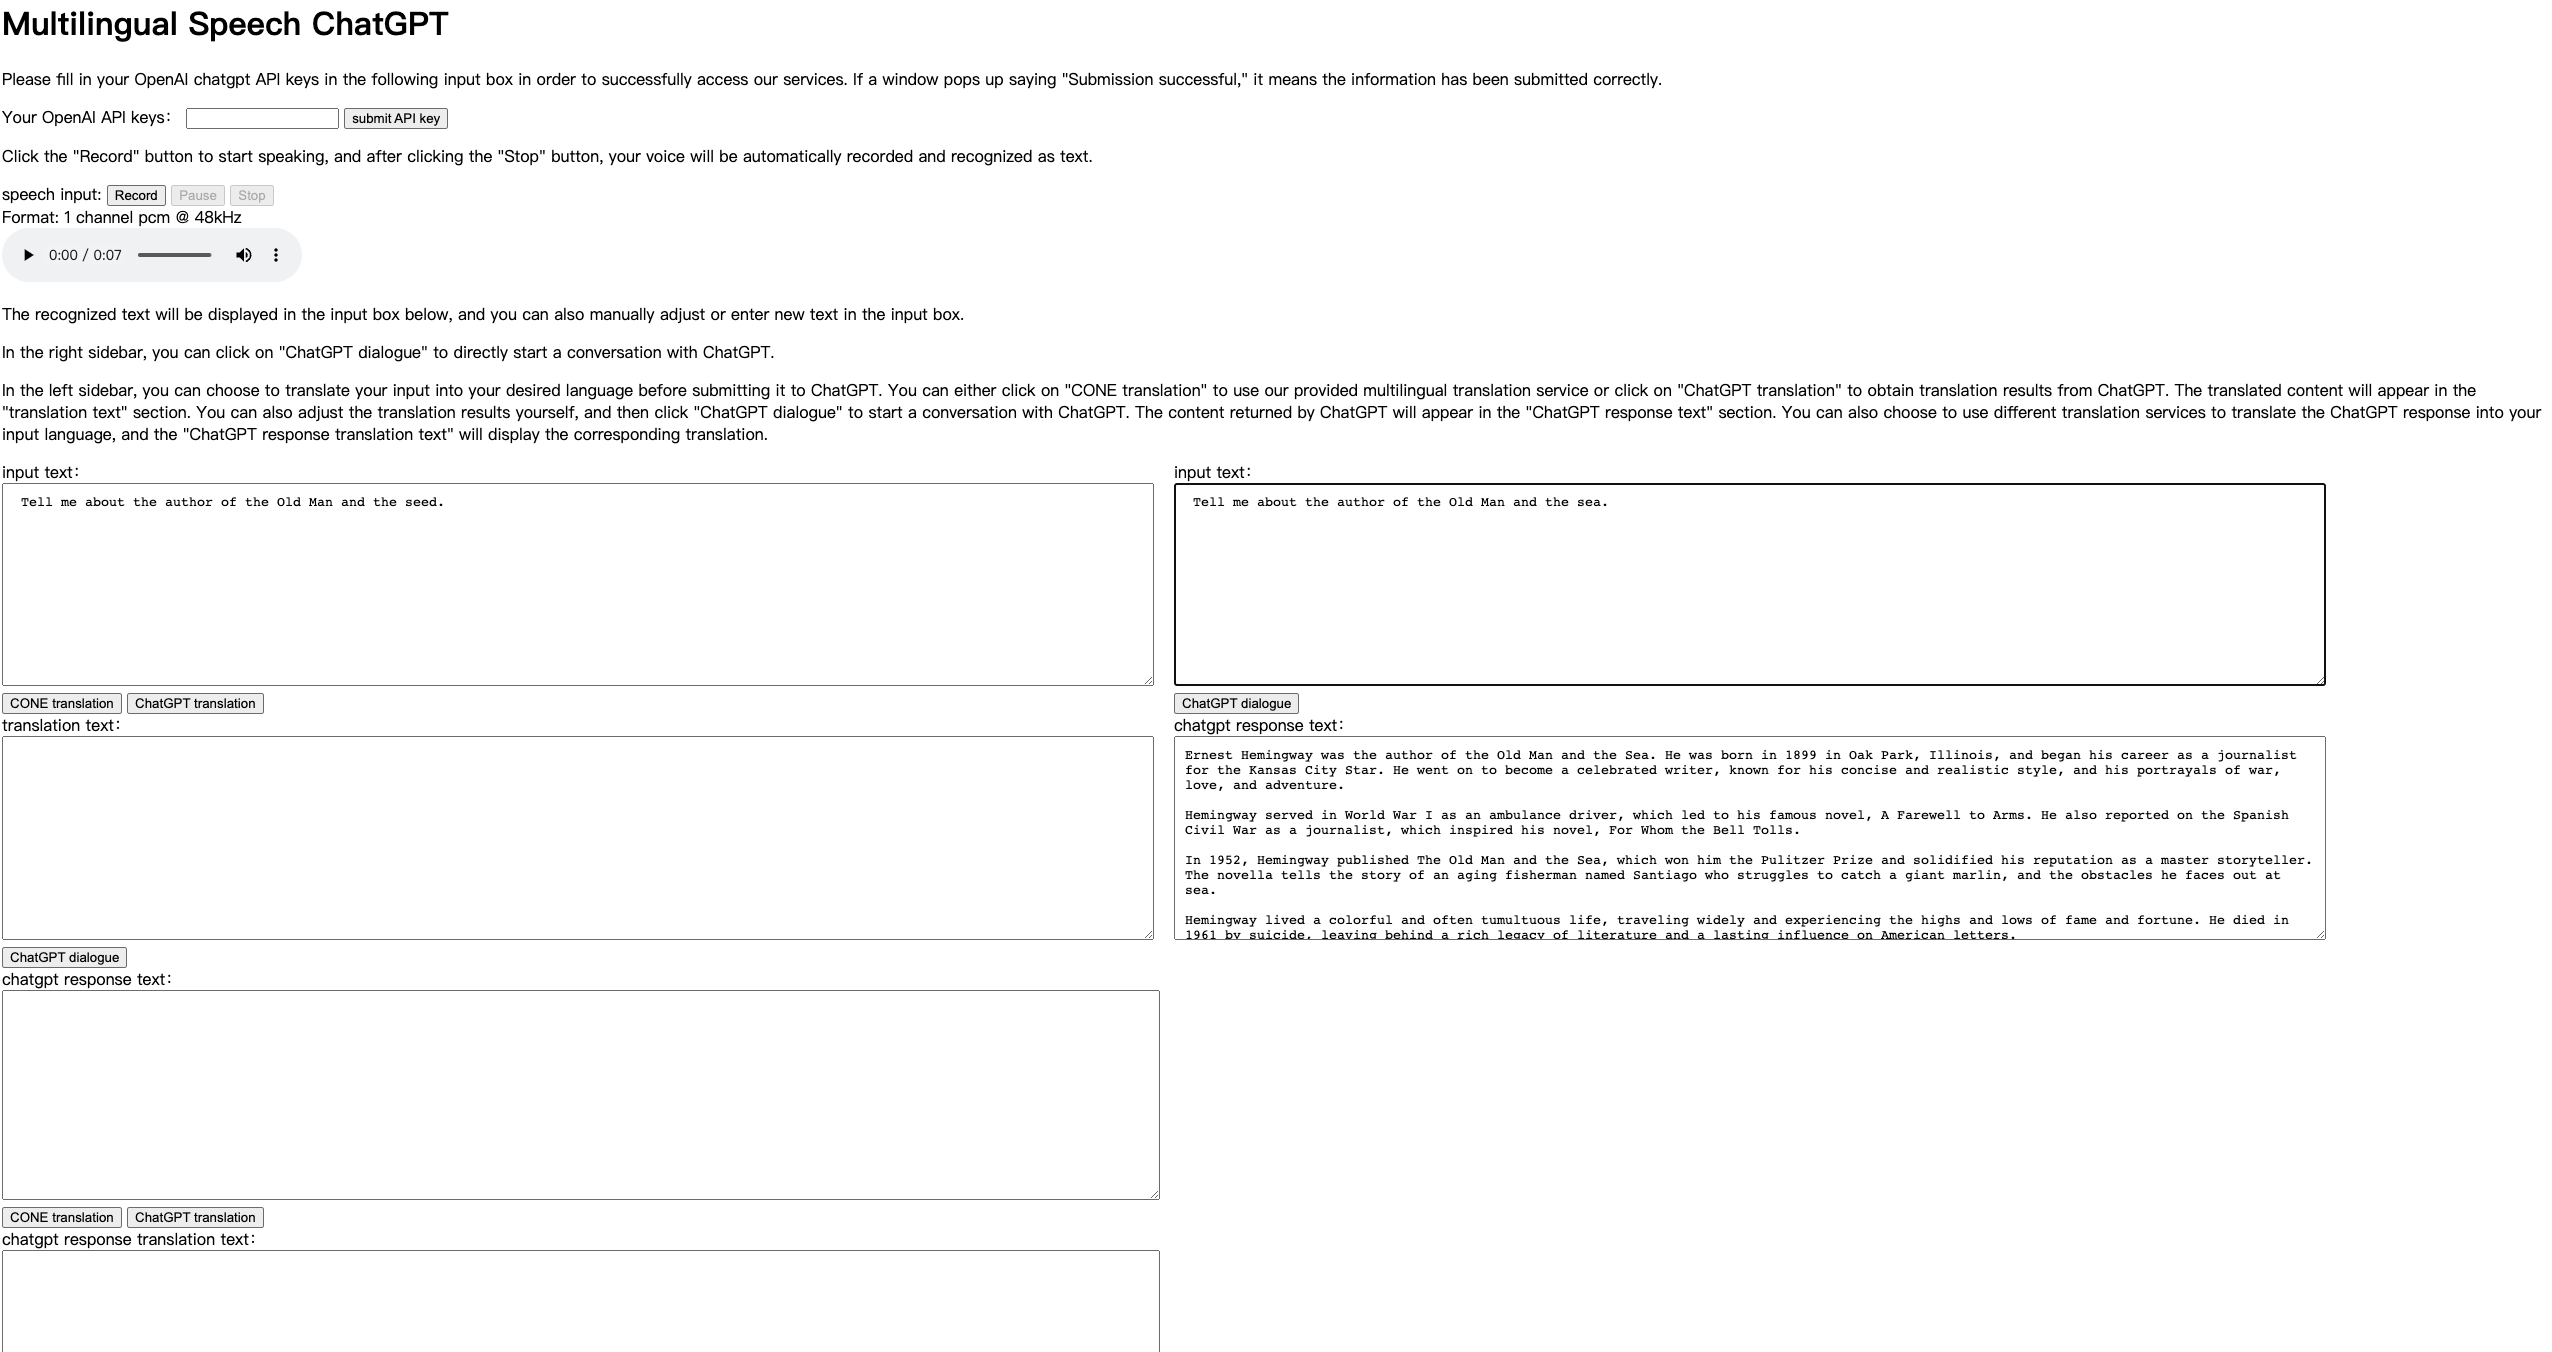 Multilingual Speech ChatGPT
Please fill in your OpenAI chatgpt API keys in the following input box in order to successfully access our services. If a window pops up saying "Submission successful," it means the information has been submitted correctly.
Your OpenAI API keys: submit API key
Click the "Record" button to start speaking, and after clicking the "Stop" button, your voice will be automatically recorded and recognized as text.
speech input: Record Pause Stop
Format: 1 channel pcm @ 48kHz
0:00 / 0:07
The recognized text will be displayed in the input box below, and you can also manually adjust or enter new text in the input box.
In the right sidebar, you can click on "ChatGPT dialogue" to directly start a conversation with ChatGPT.
In the left sidebar, you can choose to translate your input into your desired language before submitting it to ChatGPT. You can either click on "CONE translation" to use our provided multilingual translation service or click on "ChatGPT translation" to obtain translation results from ChatGPT. The translated content will appear in the
"translation text" section. You can also adjust the translation results yourself, and then click "ChatGPT dialogue" to start a conversation with ChatGPT. The content returned by ChatGPT will appear in the "ChatGPT response text" section. You can also choose to use different translation services to translate the ChatGPT response into your
input language, and the "ChatGPT response translation text" will display the corresponding translation.
input text:
Tell me about the author of the Old Man and the seed.
CONE translation ChatGPT translation
translation text:
ChatGPT dialogue
chatgpt response text:
CONE translation ChatGPT translation
chatgpt response translation text:
input text:
Tell me about the author of the Old Man and the sea.
ChatGPT dialogue
chatgpt response text:
Ernest Hemingway was the author of the Old Man and the Sea. He was born in 1899 in Oak Park, Illinois, and began his career as a journalist
for the Kansas City Star. He went on to become a celebrated writer, known for his concise and realistic style, and his portrayals of war,
love, and adventure.
Hemingway served in World War I as an ambulance driver, which led to his famous novel, A Farewell to Arms. He also reported on the Spanish
Civil War as a journalist, which inspired his novel, For Whom the Bell Tolls.
In 1952, Hemingway published The Old Man and the Sea, which won him the Pulitzer Prize and solidified his reputation as a master storyteller.
The novella tells the story of an aging fisherman named Santiago who struggles to catch a giant marlin, and the obstacles he faces out at
sea.
Hemingway lived a colorful and often tumultuous life, traveling widely and experiencing the highs and lows of fame and fortune. He died in
1961 by suicide, leaving behind a rich legacy of literature and a lasting influence on American letters.